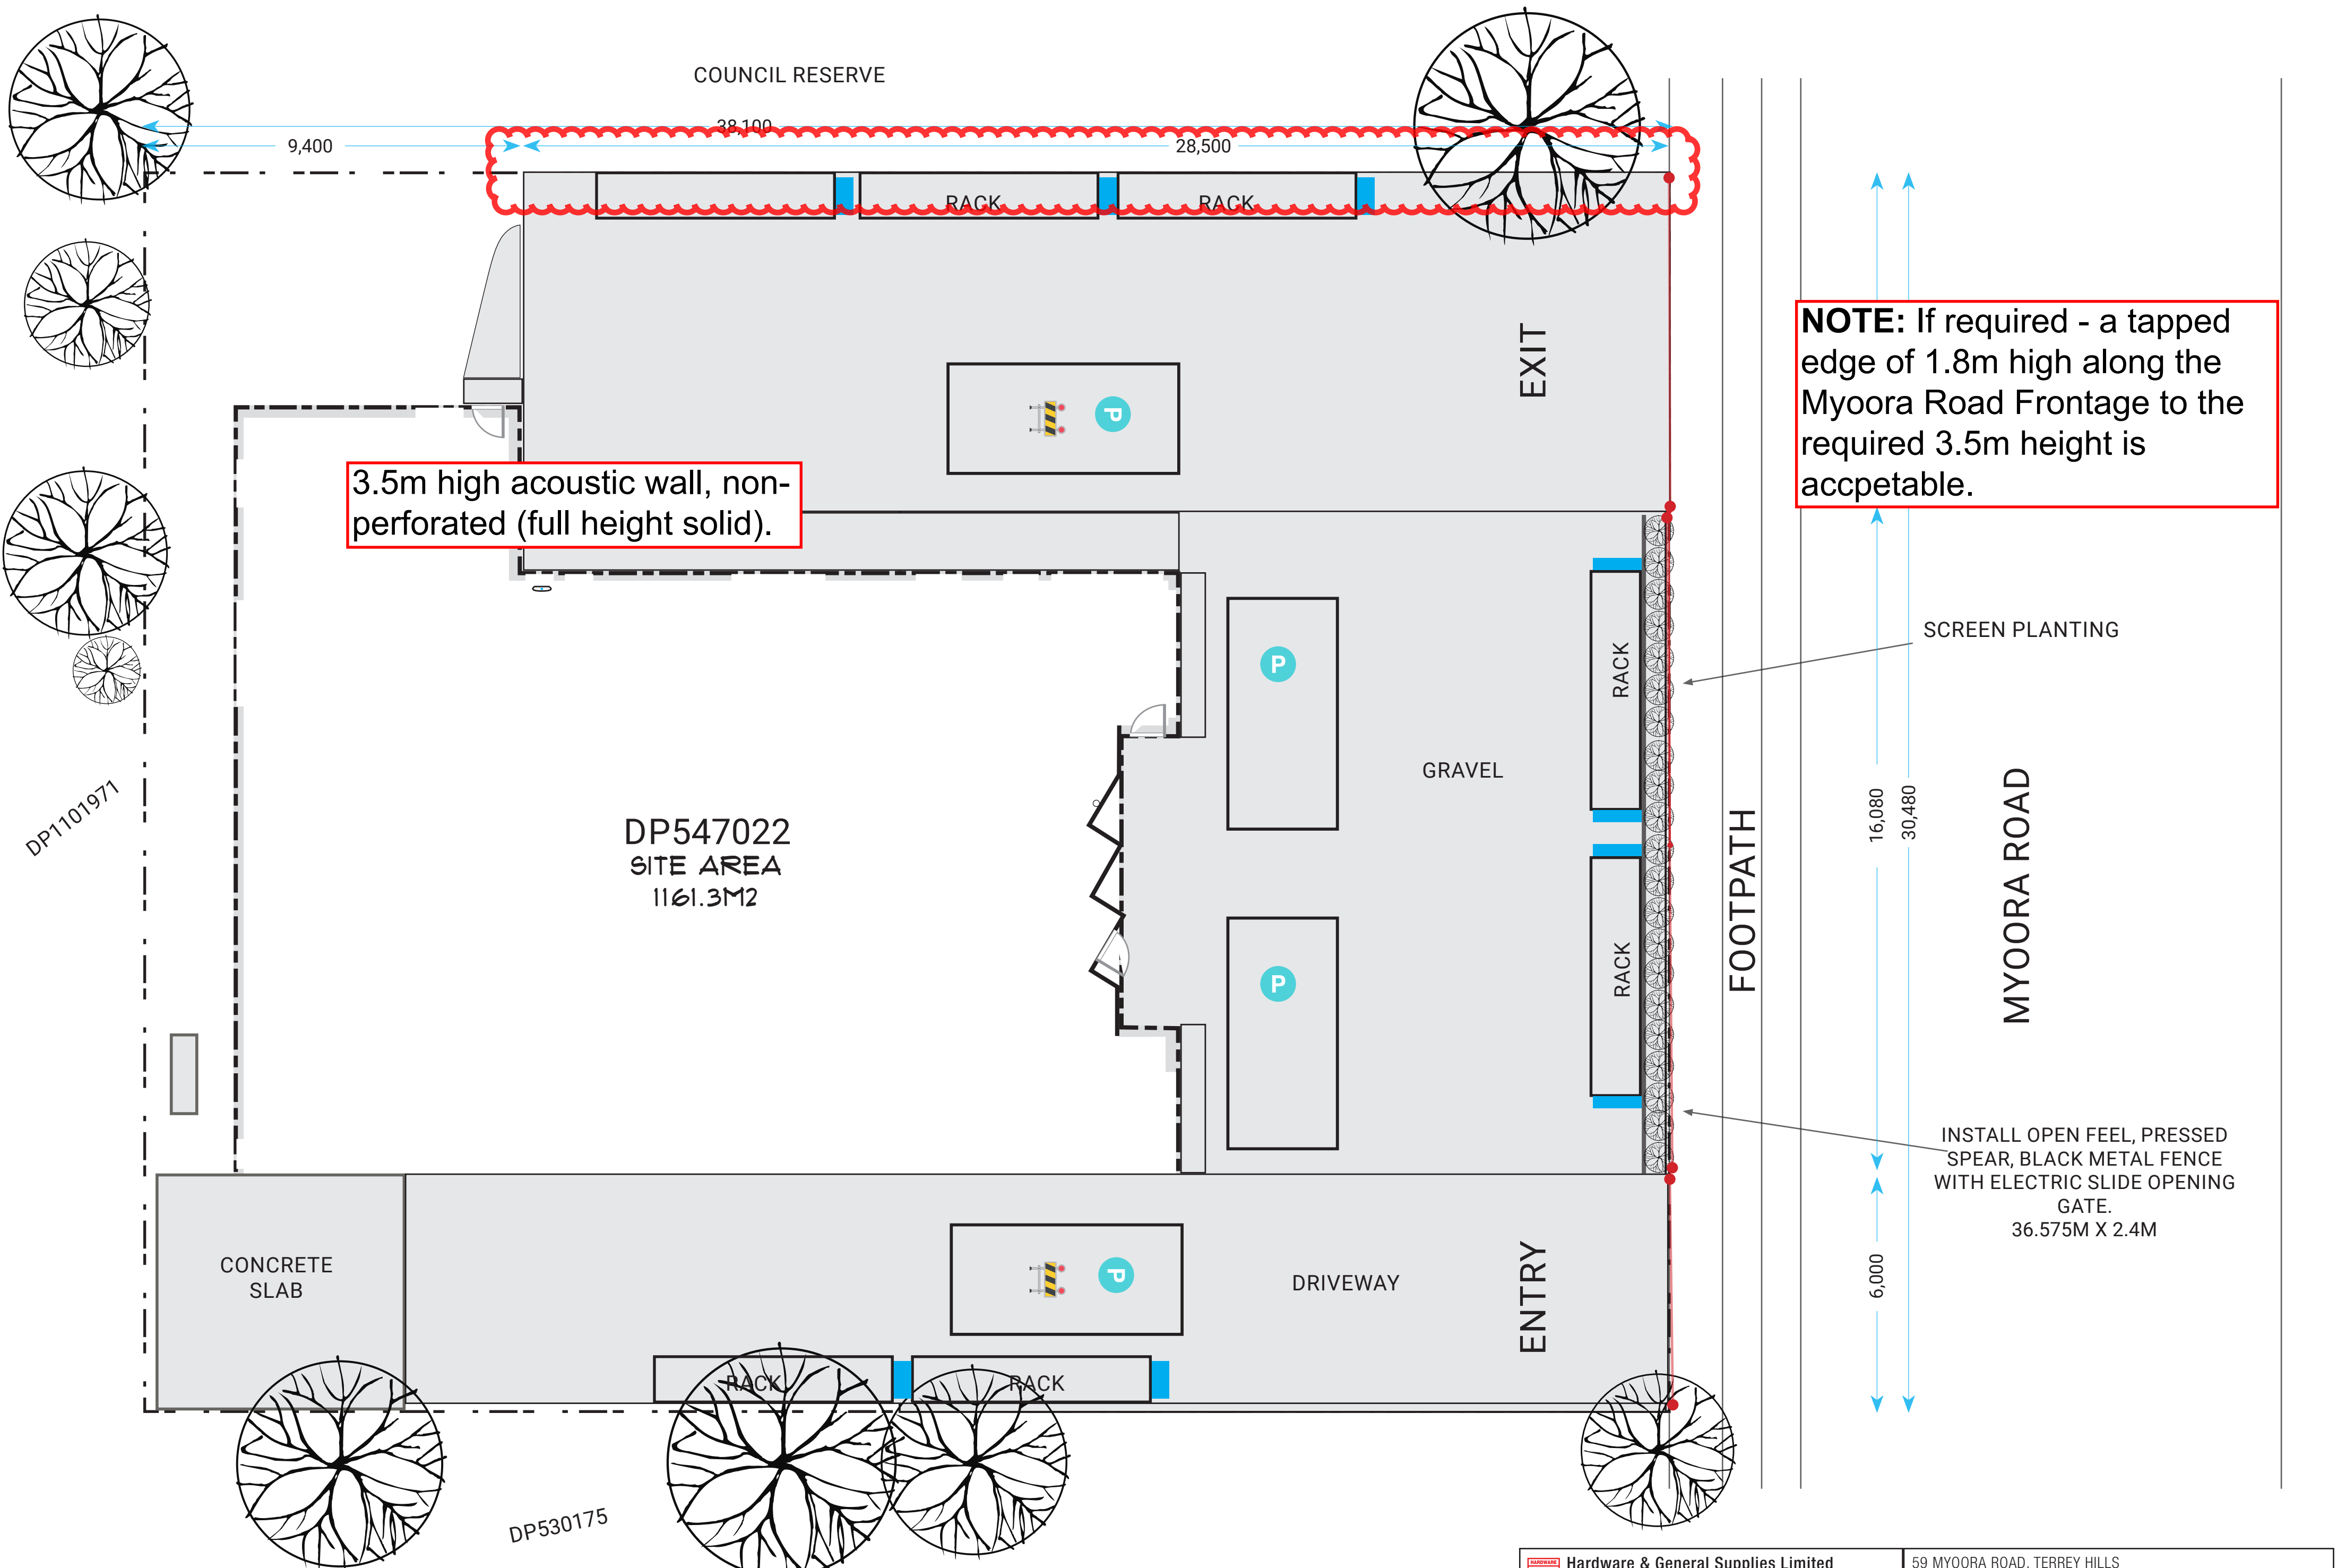 COUNCIL RESERVE
38,100
9,400
28,500
RACK
RACK
EXIT
NOTE: If required - a tapped
edge of 1.8m high along the
Myoora Road Frontage to the
required 3.5m height is
accpetable.
P
3.5m high acoustic wall, non-
perforated (full height solid).
SCREEN PLANTING
P
RACK
GRAVEL
DP1101971
DP547022
SITE AREA
1161.3M2
FOOTPATH
16,080
30,480
MYOORA ROAD
P
RACK
INSTALL OPEN FEEL, PRESSED
SPEAR, BLACK METAL FENCE
WITH ELECTRIC SLIDE OPENING
GATE.
36.575M X 2.4M
CONCRETE
SLAB
P
DRIVEWAY
ENTRY
6,000
RACK
RACK
DP530175
HARDWARE
Hardware & General Supplies Limited
59 MYOORA ROAD, TERREY HILLS